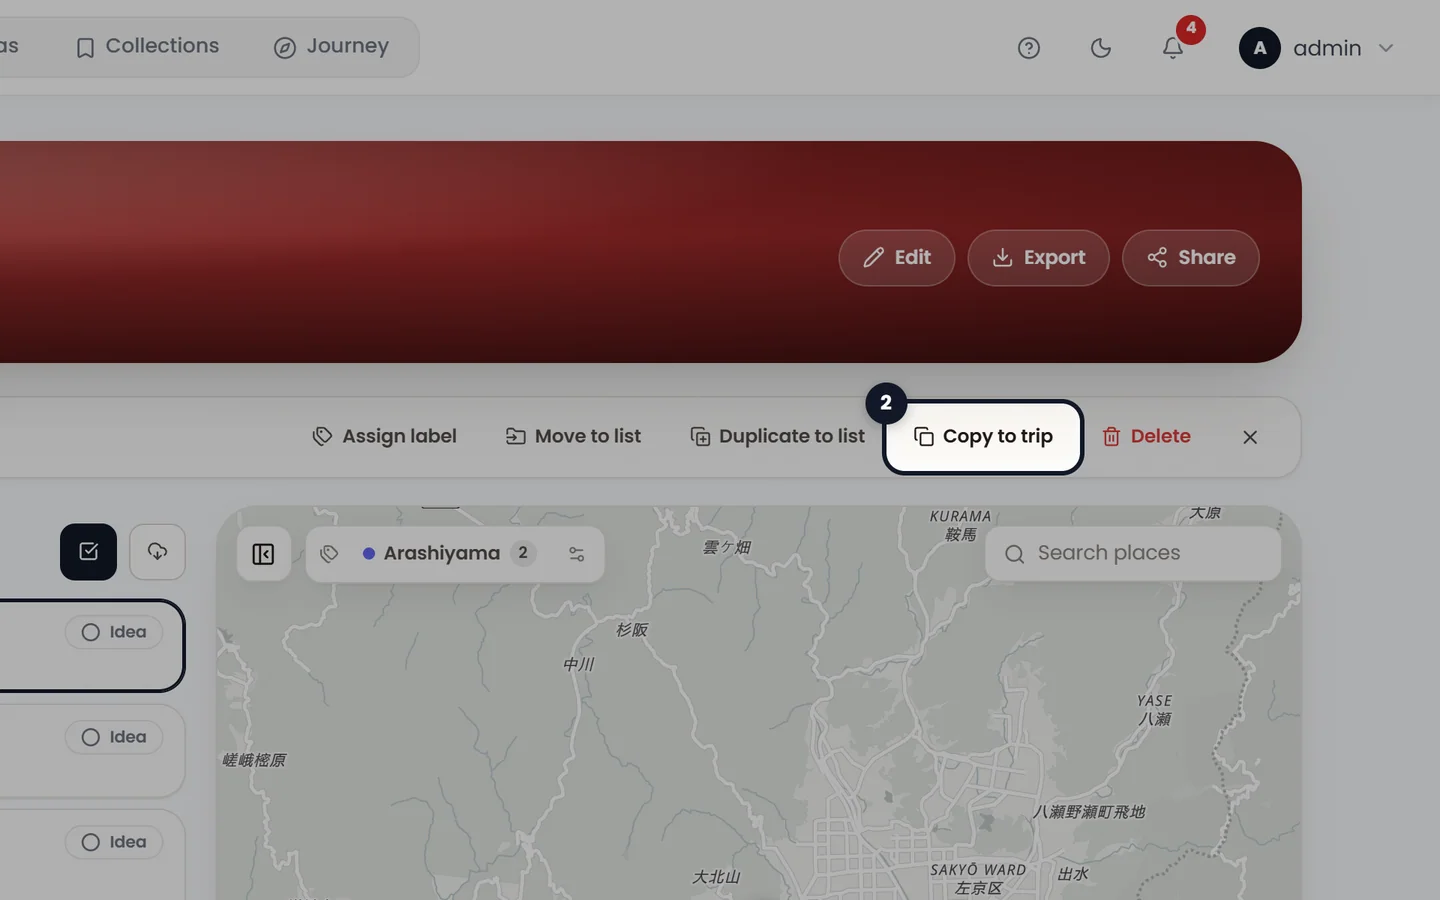 as
Collections
Journey
4
A
admin
Edit
Export
Share
2
Assign label
Move to list
Duplicate to list
Copy to trip
Delete
Arashiyama 2
Search places
Idea
Idea
Idea
KURAMA
鞍馬
大原
雲ケ畑
杉阪
中川
YASE
八瀬
嵯峨樒原
八瀬野瀬町飛地
大北山
SAKYŌ WARD
左京区
出水